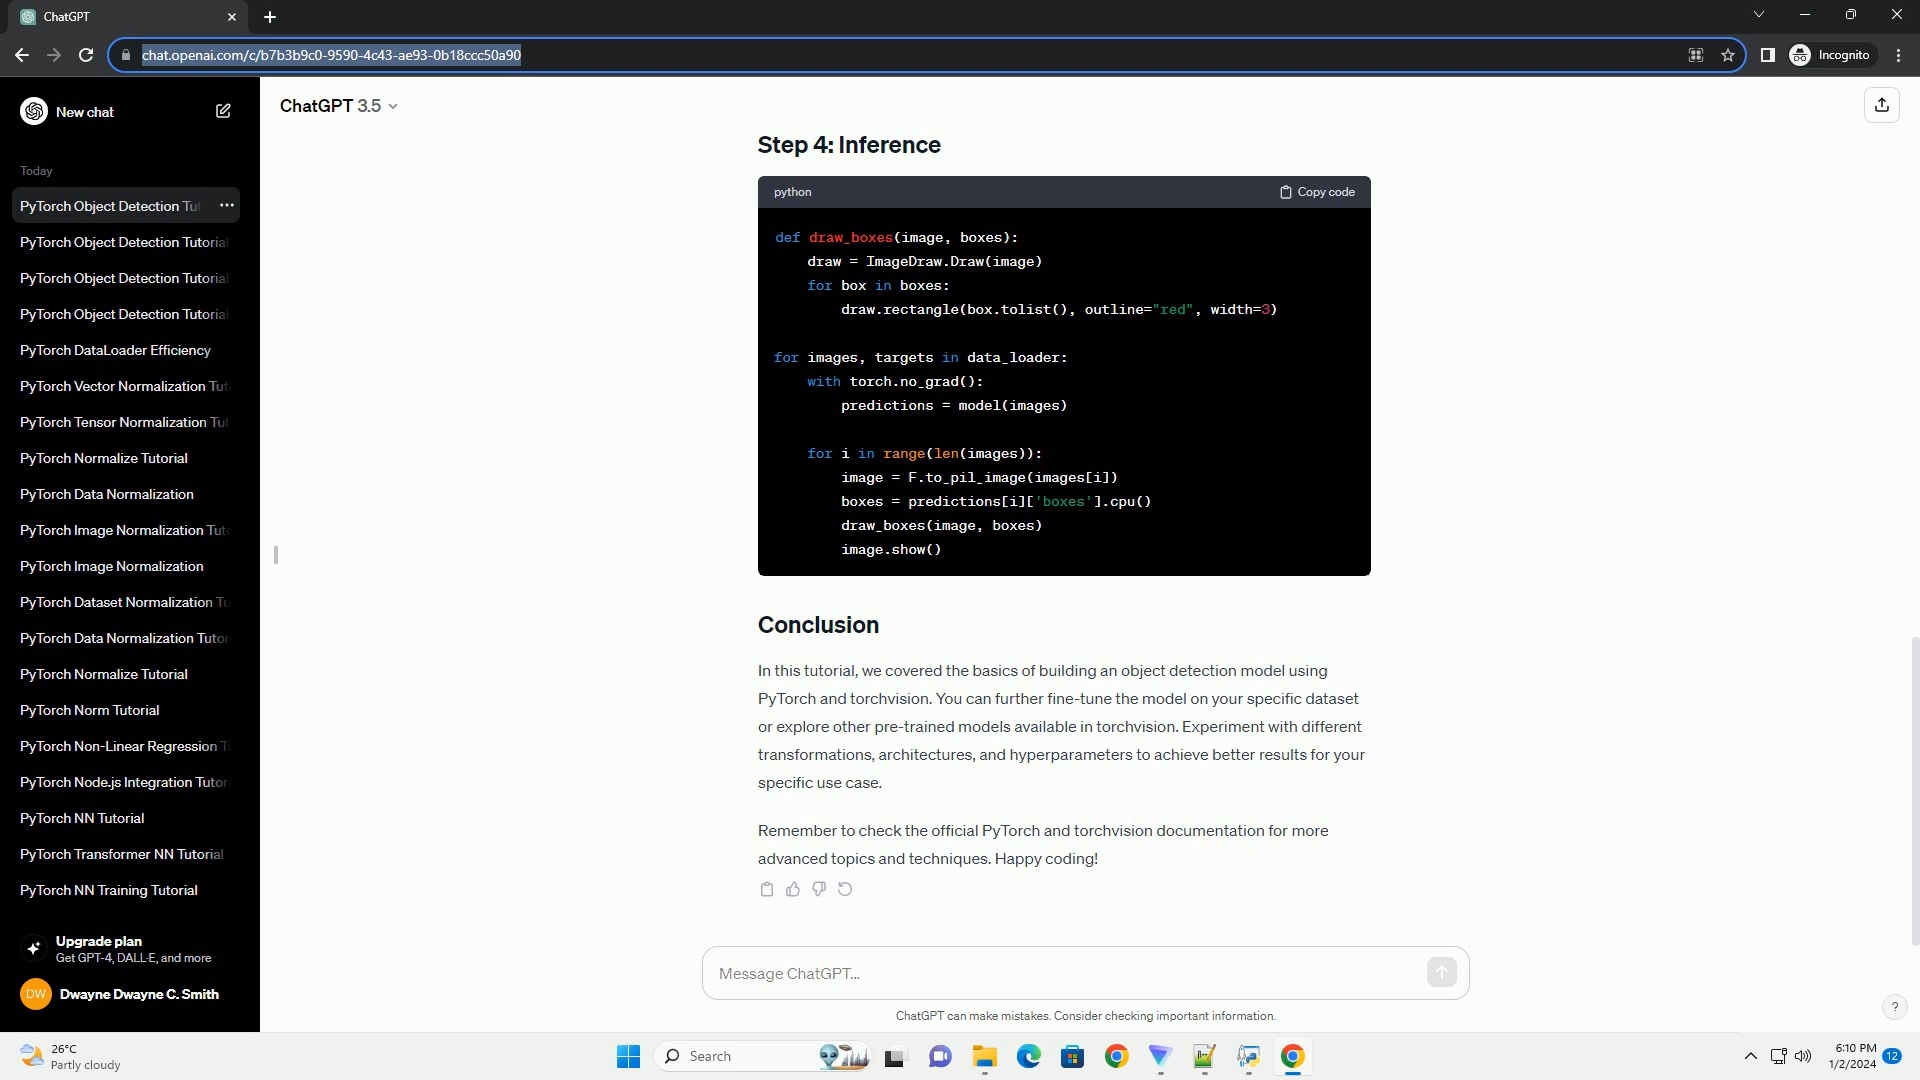 ChatGPT
chat.openai.com/c/b7b3b9c0-9590-4c43-ae93-0b18ccc50a90
Incognito
New chat
Today
PyTorch Object Detection Tut
PyTorch Object Detection Tutorial
PyTorch Object Detection Tutorial
PyTorch Object Detection Tutorial
PyTorch DataLoader Efficiency
PyTorch Vector Normalization Tut
PyTorch Tensor Normalization Tut
PyTorch Normalize Tutorial
PyTorch Data Normalization
PyTorch Image Normalization Tuto
PyTorch Image Normalization
PyTorch Dataset Normalization Tu
PyTorch Data Normalization Tutor
PyTorch Normalize Tutorial
PyTorch Norm Tutorial
PyTorch Non-Linear Regression T
PyTorch Node.js Integration Tutor
PyTorch NN Tutorial
PyTorch Transformer NN Tutorial
PyTorch NN Training Tutorial
Upgrade plan
Get GPT-4, DALL·E, and more
DW
Dwayne Dwayne C. Smith
ChatGPT 3.5
Step 4: Inference
python
Copy code
def draw_boxes(image, boxes):
    draw = ImageDraw.Draw(image)
    for box in boxes:
        draw.rectangle(box.tolist(), outline="red", width=3)
for images, targets in data_loader:
    with torch.no_grad():
        predictions = model(images)
    for i in range(len(images)):
        image = F.to_pil_image(images[i])
        boxes = predictions[i]['boxes'].cpu()
        draw_boxes(image, boxes)
        image.show()
Conclusion
In this tutorial, we covered the basics of building an object detection model using
PyTorch and torchvision. You can further fine-tune the model on your specific dataset
or explore other pre-trained models available in torchvision. Experiment with different
transformations, architectures, and hyperparameters to achieve better results for your
specific use case.
Remember to check the official PyTorch and torchvision documentation for more
advanced topics and techniques. Happy coding!
Message ChatGPT...
ChatGPT can make mistakes. Consider checking important information.
?
26°C
Partly cloudy
Search
6:10 PM
1/2/2024
12